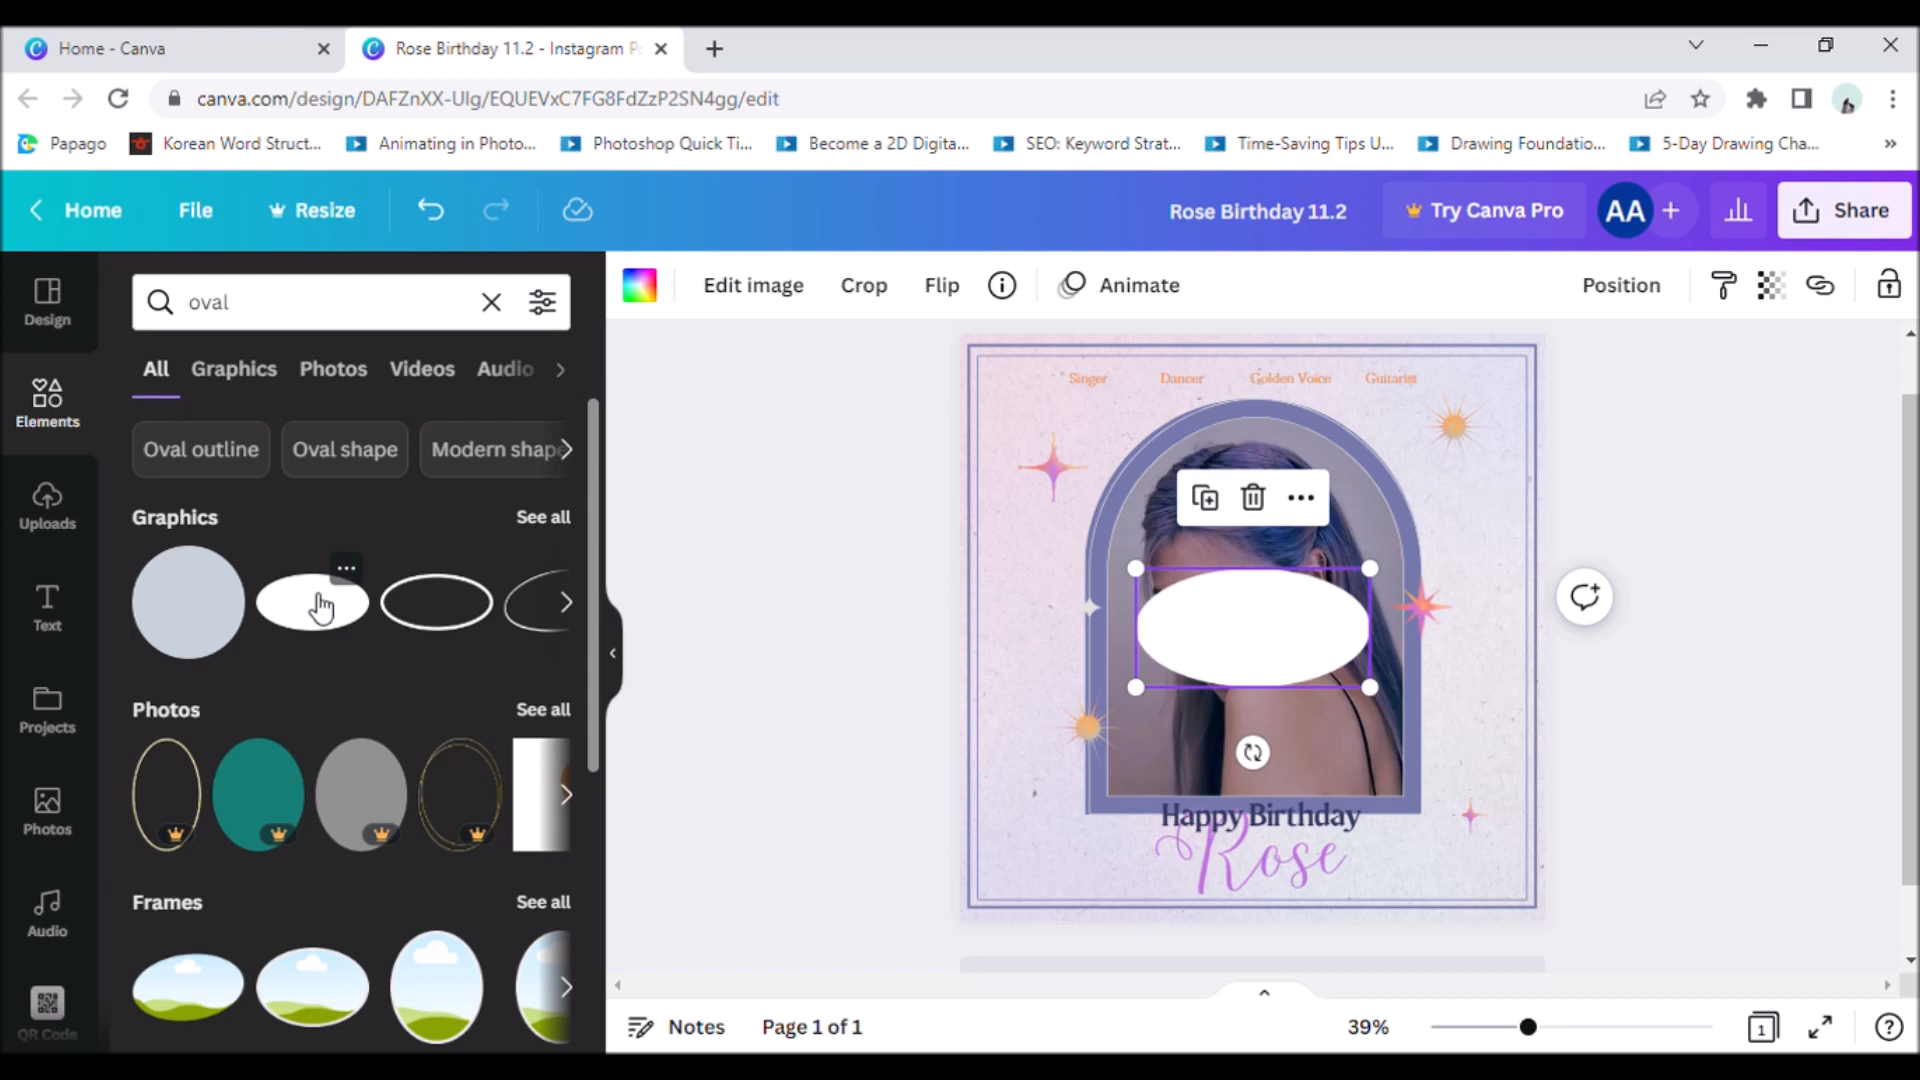 Home - Canva
Rose Birthday 11.2 - Instagram P
canva.com/design/DAFZnXX-UIg/EQUEVxC7FG8FdZzP2SN4gg/edit
Papago
Korean Word Struct...
Animating in Photo...
Photoshop Quick Ti...
Become a 2D Digita...
SEO: Keyword Strat...
Time-Saving Tips U...
Drawing Foundatio...
5-Day Drawing Cha...
Home
File
Resize
Rose Birthday 11.2
Try Canva Pro
AA
Share
Design
Elements
Uploads
Text
Projects
Photos
Audio
QR Code
oval
All
Graphics
Photos
Videos
Audio
Oval outline
Oval shape
Modern shap
Graphics
See all
Photos
See all
Frames
See all
Edit image
Crop
Flip
Animate
Position
Singer
Dancer
Golden Voice
Guitarist
Happy Birthday
Rose
Notes
Page 1 of 1
39%
1